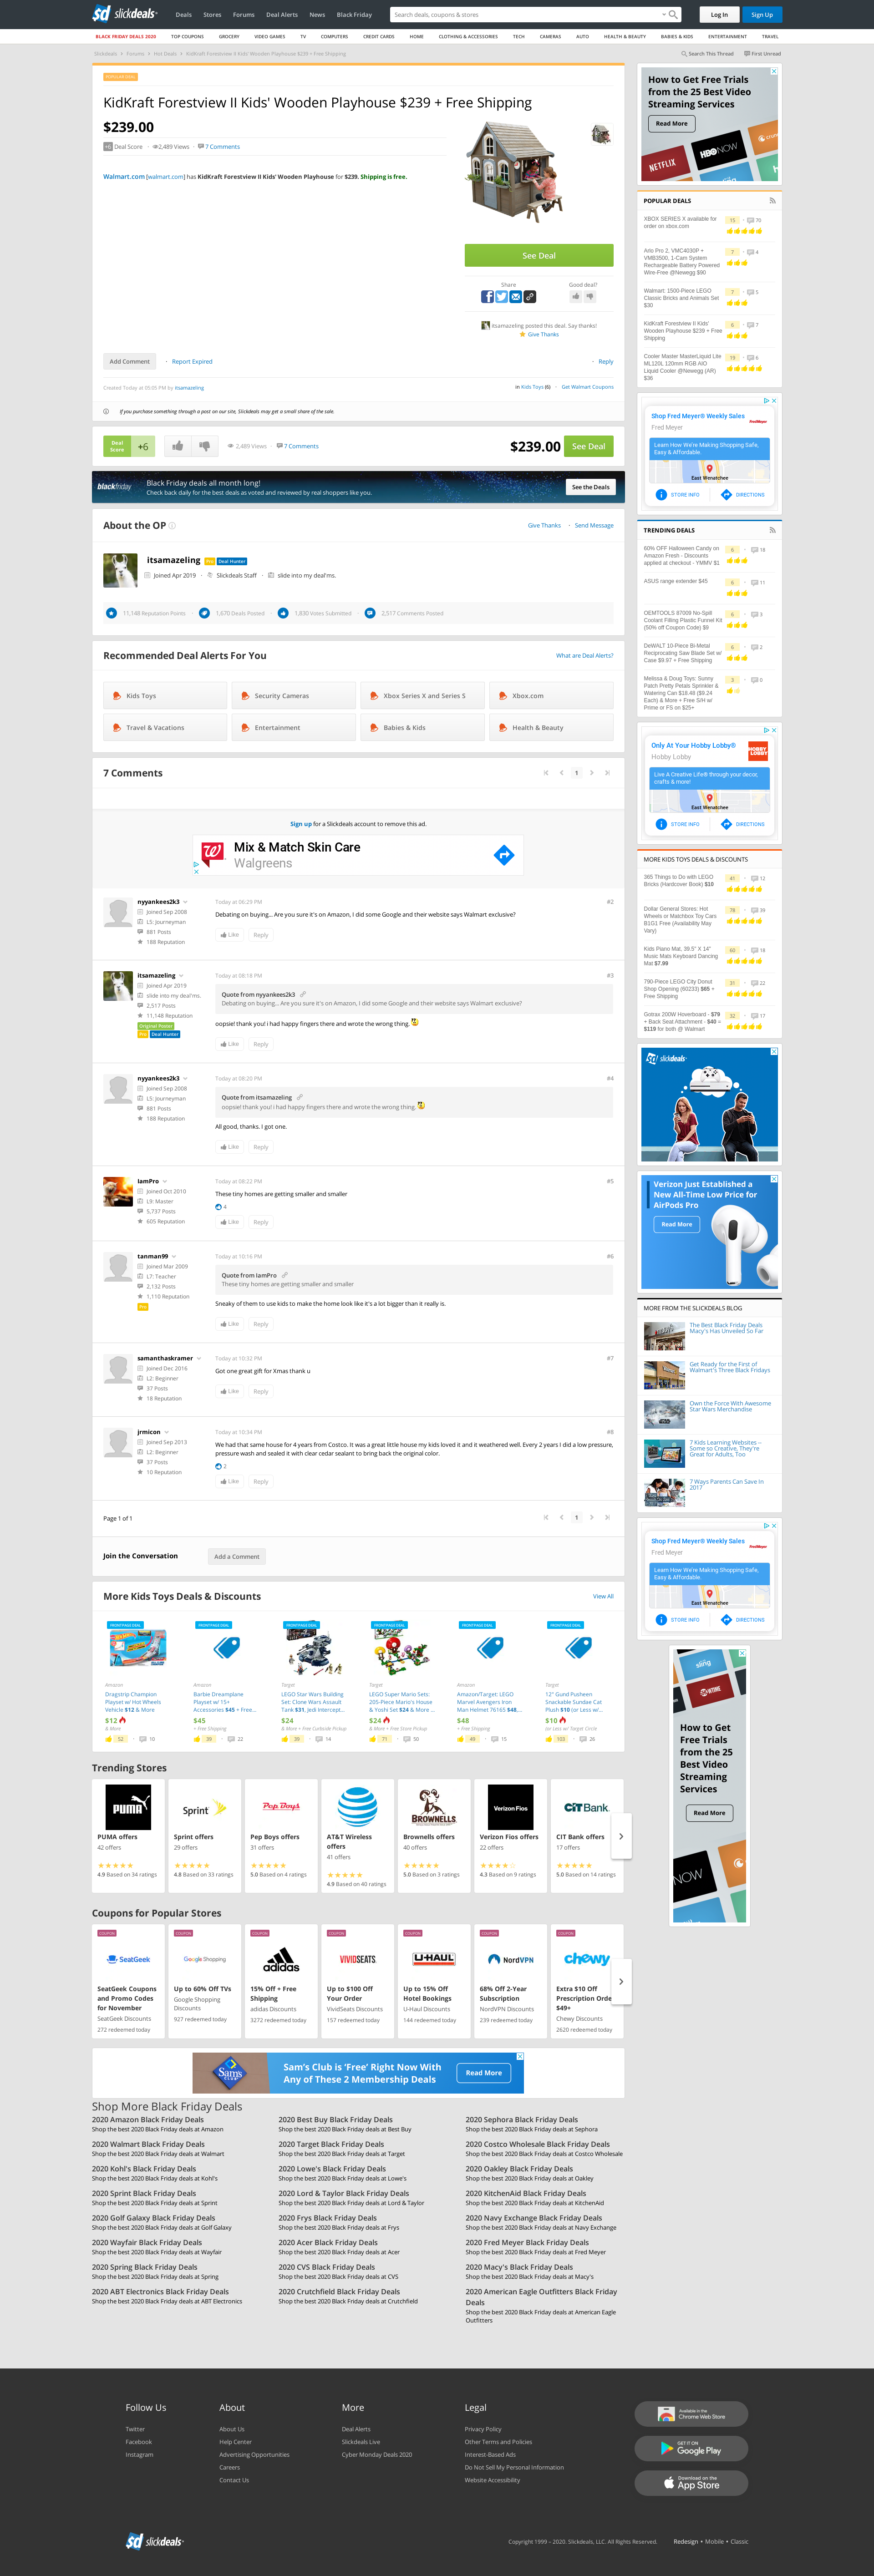 slickdeals
Deals
Stores
Forums
Deal Alerts
News
Black Friday
Search deals, coupons & stores
Log In
Sign Up
BLACK FRIDAY DEALS 2020
TOP COUPONS
GROCERY
VIDEO GAMES
TV
COMPUTERS
CREDIT CARDS
HOME
CLOTHING & ACCESSORIES
TECH
CAMERAS
AUTO
HEALTH & BEAUTY
BABIES & KIDS
ENTERTAINMENT
TRAVEL
Slickdeals
Forums
Hot Deals
KidKraft Forestview II Kids' Wooden Playhouse $239 + Free Shipping
Search This Thread
First Unread
POPULAR DEAL
KidKraft Forestview II Kids' Wooden Playhouse $239 + Free Shipping
$239.00
+6 Deal Score
2,489 Views
7 Comments
Walmart.com [walmart.com] has KidKraft Forestview II Kids' Wooden Playhouse for $239. Shipping is free.
See Deal
Share
Good deal?
itsamazeling posted this deal. Say thanks!
Give Thanks
Add Comment
Report Expired
Reply
Created Today at 05:05 PM by itsamazeling
in Kids Toys (6)
Get Walmart Coupons
If you purchase something through a post on our site, Slickdeals may get a small share of the sale.
Deal Score
+6
2,489 Views
7 Comments
$239.00
See Deal
blackfriday
Black Friday deals all month long!
Check back daily for the best deals as voted and reviewed by real shoppers like you.
See the Deals
About the OP
Give Thanks
Send Message
itsamazeling
Pro
Deal Hunter
Joined Apr 2019
Slickdeals Staff
slide into my deal'ms.
11,148 Reputation Points
1,670 Deals Posted
1,830 Votes Submitted
2,517 Comments Posted
Recommended Deal Alerts For You
What are Deal Alerts?
Kids Toys
Security Cameras
Xbox Series X and Series S
Xbox.com
Travel & Vacations
Entertainment
Babies & Kids
Health & Beauty
7 Comments
1
Sign up for a Slickdeals account to remove this ad.
Mix & Match Skin Care
Walgreens
nyyankees2k3
Joined Sep 2008
L5: Journeyman
881 Posts
188 Reputation
Today at 06:29 PM
#2
Debating on buying... Are you sure it's on Amazon, I did some Google and their website says Walmart exclusive?
Like
Reply
itsamazeling
Joined Apr 2019
slide into my deal'ms.
2,517 Posts
11,148 Reputation
Original Poster
Pro
Deal Hunter
Today at 08:18 PM
#3
Quote from nyyankees2k3
Debating on buying... Are you sure it's on Amazon, I did some Google and their website says Walmart exclusive?
oopsie! thank you! i had happy fingers there and wrote the wrong thing.
Like
Reply
nyyankees2k3
Joined Sep 2008
L5: Journeyman
881 Posts
188 Reputation
Today at 08:20 PM
#4
Quote from itsamazeling
oopsie! thank you! i had happy fingers there and wrote the wrong thing.
All good, thanks, I got one.
Like
Reply
IamPro
Joined Oct 2010
L9: Master
5,737 Posts
605 Reputation
Today at 08:22 PM
#5
These tiny homes are getting smaller and smaller
4
Like
Reply
tanman99
Joined Mar 2009
L7: Teacher
2,132 Posts
1,110 Reputation
Pro
Today at 10:16 PM
#6
Quote from IamPro
These tiny homes are getting smaller and smaller
Sneaky of them to use kids to make the home look like it's a lot bigger than it really is.
Like
Reply
samanthaskramer
Joined Dec 2016
L2: Beginner
37 Posts
18 Reputation
Today at 10:32 PM
#7
Got one great gift for Xmas thank u
Like
Reply
jrmicon
Joined Sep 2013
L2: Beginner
37 Posts
10 Reputation
Today at 10:34 PM
#8
We had that same house for 4 years from Costco. It was a great little house my kids loved it and it weathered well. Every 2 years I did a low pressure,
pressure wash and sealed it with clear cedar sealant to bring back the original color.
2
Like
Reply
Page 1 of 1
1
Join the Conversation
Add a Comment
More Kids Toys Deals & Discounts
View All
FRONTPAGE DEAL
Amazon
Dragstrip Champion Playset w/ Hot Wheels Vehicle $12 & More
$12
& More
52
10
FRONTPAGE DEAL
Amazon
Barbie Dreamplane Playset w/ 15+ Accessories $45 + Free...
$45
+ Free Shipping
39
22
FRONTPAGE DEAL
Target
LEGO Star Wars Building Set: Clone Wars Assault Tank $31, Jedi Intercept...
$24
& More + Free Curbside Pickup
39
14
FRONTPAGE DEAL
Target
LEGO Super Mario Sets: 205-Piece Mario's House & Yoshi Set $24 & More ...
$24
& More + Free Store Pickup
71
50
FRONTPAGE DEAL
Amazon
Amazon/Target: LEGO Marvel Avengers Iron Man Helmet 76165 $48,...
$48
+ Free Shipping
49
15
FRONTPAGE DEAL
Target
12" Gund Pusheen Snackable Sundae Cat Plush $10 (or Less w/...
$10
(or Less w/ Target Circle
103
26
Trending Stores
PUMA offers
42 offers
4.9 Based on 34 ratings
Sprint offers
29 offers
4.8 Based on 33 ratings
Pep Boys offers
31 offers
5.0 Based on 4 ratings
AT&T Wireless offers
41 offers
4.9 Based on 40 ratings
Brownells offers
40 offers
5.0 Based on 3 ratings
Verizon Fios offers
22 offers
4.3 Based on 9 ratings
CIT Bank offers
17 offers
5.0 Based on 14 ratings
Coupons for Popular Stores
COUPON
SeatGeek
SeatGeek Coupons and Promo Codes for November
SeatGeek Discounts
272 redeemed today
COUPON
Google Shopping
Up to 60% Off TVs
Google Shopping Discounts
927 redeemed today
COUPON
adidas
15% Off + Free Shipping
adidas Discounts
3272 redeemed today
COUPON
VIVIDSEATS
Up to $100 Off Your Order
VividSeats Discounts
157 redeemed today
COUPON
U-HAUL
Up to 15% Off Hotel Bookings
U-Haul Discounts
144 redeemed today
COUPON
NordVPN
68% Off 2-Year Subscription
NordVPN Discounts
239 redeemed today
COUPON
chewy
Extra $10 Off Prescription Orde $49+
Chewy Discounts
2620 redeemed today
Sam's Club is 'Free' Right Now With Any of These 2 Membership Deals
Read More
Shop More Black Friday Deals
2020 Amazon Black Friday Deals
Shop the best 2020 Black Friday deals at Amazon
2020 Best Buy Black Friday Deals
Shop the best 2020 Black Friday deals at Best Buy
2020 Sephora Black Friday Deals
Shop the best 2020 Black Friday deals at Sephora
2020 Walmart Black Friday Deals
Shop the best 2020 Black Friday deals at Walmart
2020 Target Black Friday Deals
Shop the best 2020 Black Friday deals at Target
2020 Costco Wholesale Black Friday Deals
Shop the best 2020 Black Friday deals at Costco Wholesale
2020 Kohl's Black Friday Deals
Shop the best 2020 Black Friday deals at Kohl's
2020 Lowe's Black Friday Deals
Shop the best 2020 Black Friday deals at Lowe's
2020 Oakley Black Friday Deals
Shop the best 2020 Black Friday deals at Oakley
2020 Sprint Black Friday Deals
Shop the best 2020 Black Friday deals at Sprint
2020 Lord & Taylor Black Friday Deals
Shop the best 2020 Black Friday deals at Lord & Taylor
2020 KitchenAid Black Friday Deals
Shop the best 2020 Black Friday deals at KitchenAid
2020 Golf Galaxy Black Friday Deals
Shop the best 2020 Black Friday deals at Golf Galaxy
2020 Frys Black Friday Deals
Shop the best 2020 Black Friday deals at Frys
2020 Navy Exchange Black Friday Deals
Shop the best 2020 Black Friday deals at Navy Exchange
2020 Wayfair Black Friday Deals
Shop the best 2020 Black Friday deals at Wayfair
2020 Acer Black Friday Deals
Shop the best 2020 Black Friday deals at Acer
2020 Fred Meyer Black Friday Deals
Shop the best 2020 Black Friday deals at Fred Meyer
2020 Spring Black Friday Deals
Shop the best 2020 Black Friday deals at Spring
2020 CVS Black Friday Deals
Shop the best 2020 Black Friday deals at CVS
2020 Macy's Black Friday Deals
Shop the best 2020 Black Friday deals at Macy's
2020 ABT Electronics Black Friday Deals
Shop the best 2020 Black Friday deals at ABT Electronics
2020 Crutchfield Black Friday Deals
Shop the best 2020 Black Friday deals at Crutchfield
2020 American Eagle Outfitters Black Friday Deals
Shop the best 2020 Black Friday deals at American Eagle Outfitters
How to Get Free Trials from the 25 Best Video Streaming Services
Read More
NETFLIX
HBO NOW
POPULAR DEALS
XBOX SERIES X available for order on xbox.com
15
70
Arlo Pro 2, VMC4030P + VMB3500, 1-Cam System Rechargeable Battery Powered Wire-Free @Newegg $90
7
4
Walmart: 1500-Piece LEGO Classic Bricks and Animals Set $30
7
5
KidKraft Forestview II Kids' Wooden Playhouse $239 + Free Shipping
6
7
Cooler Master MasterLiquid Lite ML120L 120mm RGB AIO Liquid Cooler @Newegg (AR) $36
19
6
Shop Fred Meyer® Weekly Sales
Fred Meyer
Learn How We're Making Shopping Safe, Easy & Affordable.
East Wenatchee
STORE INFO
DIRECTIONS
TRENDING DEALS
60% OFF Halloween Candy on Amazon Fresh - Discounts applied at checkout - YMMV $1
6
18
ASUS range extender $45
6
11
OEMTOOLS 87009 No-Spill Coolant Filling Plastic Funnel Kit (50% off Coupon Code) $9
6
3
DeWALT 10-Piece Bi-Metal Reciprocating Saw Blade Set w/ Case $9.97 + Free Shipping
6
2
Melissa & Doug Toys: Sunny Patch Pretty Petals Sprinkler & Watering Can $18.48 ($9.24 Each) & More + Free S/H w/ Prime or FS on $25+
3
0
Only At Your Hobby Lobby®
Hobby Lobby
Live A Creative Life® through your decor, crafts & more!
East Wenatchee
STORE INFO
DIRECTIONS
MORE KIDS TOYS DEALS & DISCOUNTS
365 Things to Do with LEGO Bricks (Hardcover Book) $10
41
12
Dollar General Stores: Hot Wheels or Matchbox Toy Cars B1G1 Free (Availability May Vary)
78
39
Kids Piano Mat, 39.5" X 14" Music Mats Keyboard Dancing Mat $7.99
60
18
790-Piece LEGO City Donut Shop Opening (60233) $65 + Free Shipping
31
22
Gotrax 200W Hoverboard - $79 + Back Seat Attachment - $40 = $119 for both @ Walmart
32
17
slickdeals
Verizon Just Established a New All-Time Low Price for AirPods Pro
Read More
MORE FROM THE SLICKDEALS BLOG
The Best Black Friday Deals Macy's Has Unveiled So Far
Get Ready for the First of Walmart's Three Black Fridays
Own the Force With Awesome Star Wars Merchandise
7 Kids Learning Websites – Some so Creative, They're Great for Adults, Too
7 Ways Parents Can Save In 2017
Shop Fred Meyer® Weekly Sales
Fred Meyer
Learn How We're Making Shopping Safe, Easy & Affordable.
East Wenatchee
STORE INFO
DIRECTIONS
sling
SHOWTIME
How to Get Free Trials from the 25 Best Video Streaming Services
Read More
NOW
Follow Us
Twitter
Facebook
Instagram
About
About Us
Help Center
Advertising Opportunities
Careers
Contact Us
More
Deal Alerts
Slickdeals Live
Cyber Monday Deals 2020
Legal
Privacy Policy
Other Terms and Policies
Interest-Based Ads
Do Not Sell My Personal Information
Website Accessibility
Available in the Chrome Web Store
GET IT ON Google Play
Download on the App Store
slickdeals
Copyright 1999 – 2020. Slickdeals, LLC. All Rights Reserved.
Redesign • Mobile • Classic